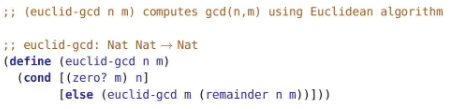 ;; (euclid-gcd n m) computes gcd(n,m) using Euclidean algorithm
;; euclid-gcd: Nat Nat → Nat
(define (euclid-gcd n m)
(cond [(zero? m) n]
[else (euclid-gcd m (remainder n m))]))